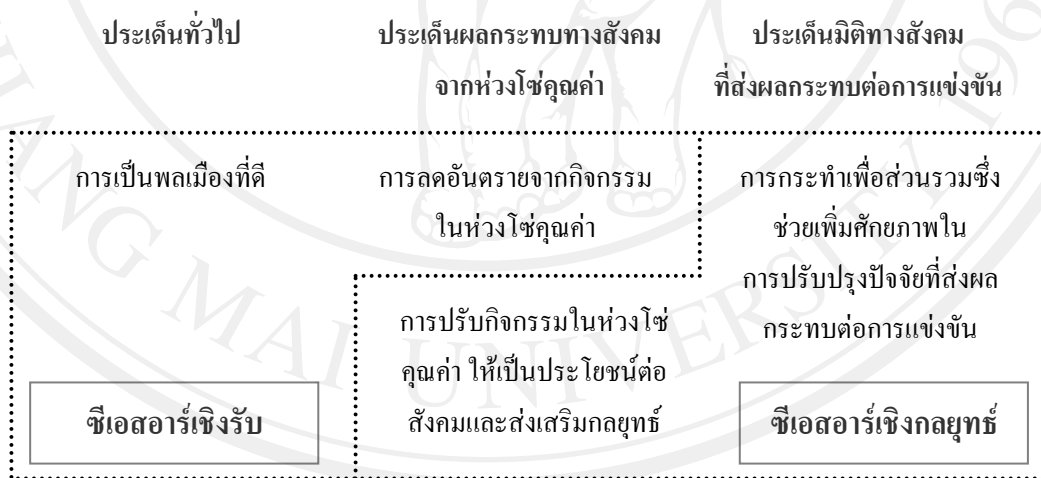 ประเด็นทั่วไป
ประเด็นผลกระทบทางสังคม
จากห่วงโซ่คุณค่า
ประเด็นมิติทางสังคม
ที่ส่งผลกระทบต่อการแข่งขัน
การเป็นพลเมืองที่ดี
การลดอันตรายจากกิจกรรม
ในห่วงโซ่คุณค่า
การกระทำเพื่อส่วนรวมซึ่ง
ช่วยเพิ่มศักยภาพใน
การปรับปรุงปัจจัยที่ส่งผล
กระทบต่อการแข่งขัน
การปรับกิจกรรมในห่วงโซ่
คุณค่า ให้เป็นประโยชน์ต่อ
สังคมและส่งเสริมกลยุทธ์
ซีเอสอาร์เชิงรับ
ซีเอสอาร์เชิงกลยุทธ์
ANG MAI UNIVERSITY 196